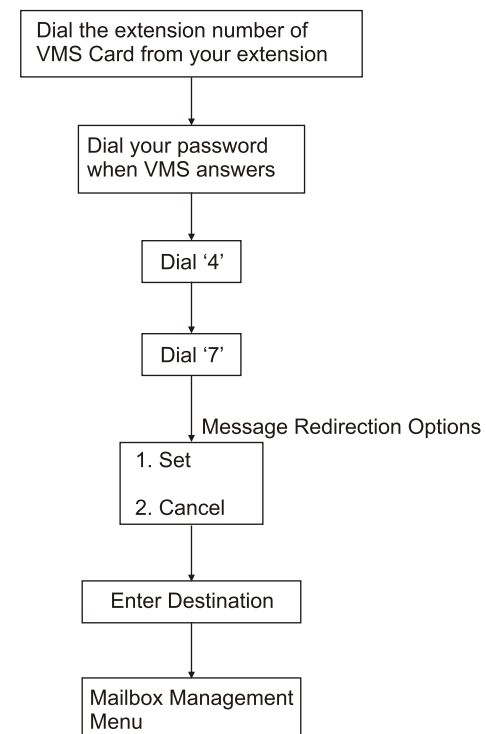 Dial the extension number of
VMS Card from your extension
Dial your password
when VMS answers
Dial ‘4’
Dial ‘7’
Message Redirection Options
1. Set
2. Cancel
Enter Destination
Mailbox Management
Menu